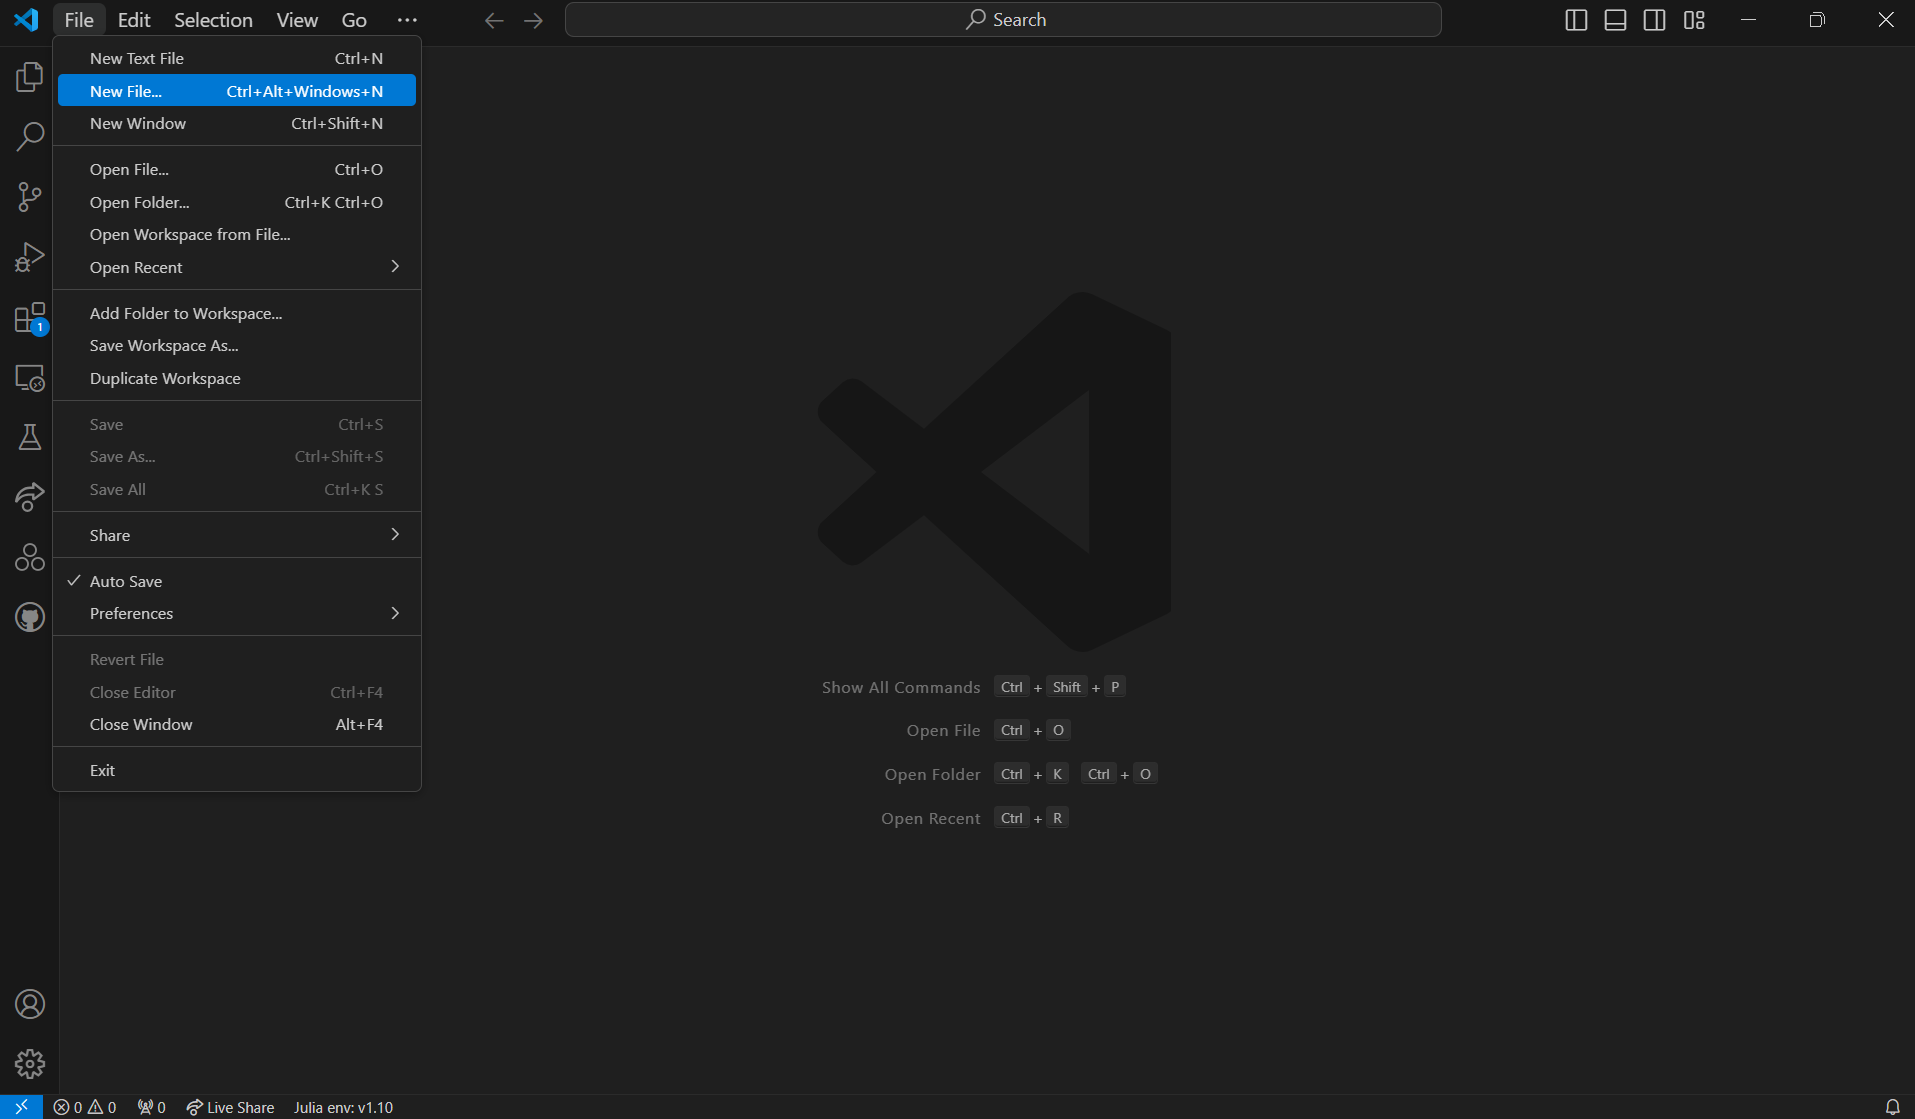 File Edit Selection View Go ··· Search
New Text File Ctrl+N
New File... Ctrl+Alt+Windows+N
New Window Ctrl+Shift+N
Open File... Ctrl+O
Open Folder... Ctrl+K Ctrl+O
Open Workspace from File...
Open Recent
Add Folder to Workspace...
Save Workspace As...
Duplicate Workspace
Save Ctrl+S
Save As... Ctrl+Shift+S
Save All Ctrl+K S
Share
Auto Save
Preferences
Revert File
Close Editor Ctrl+F4
Close Window Alt+F4
Exit
1
Show All Commands Ctrl + Shift + P
Open File Ctrl + O
Open Folder Ctrl + K Ctrl + O
Open Recent Ctrl + R
0 0 0 Live Share Julia env: v1.10